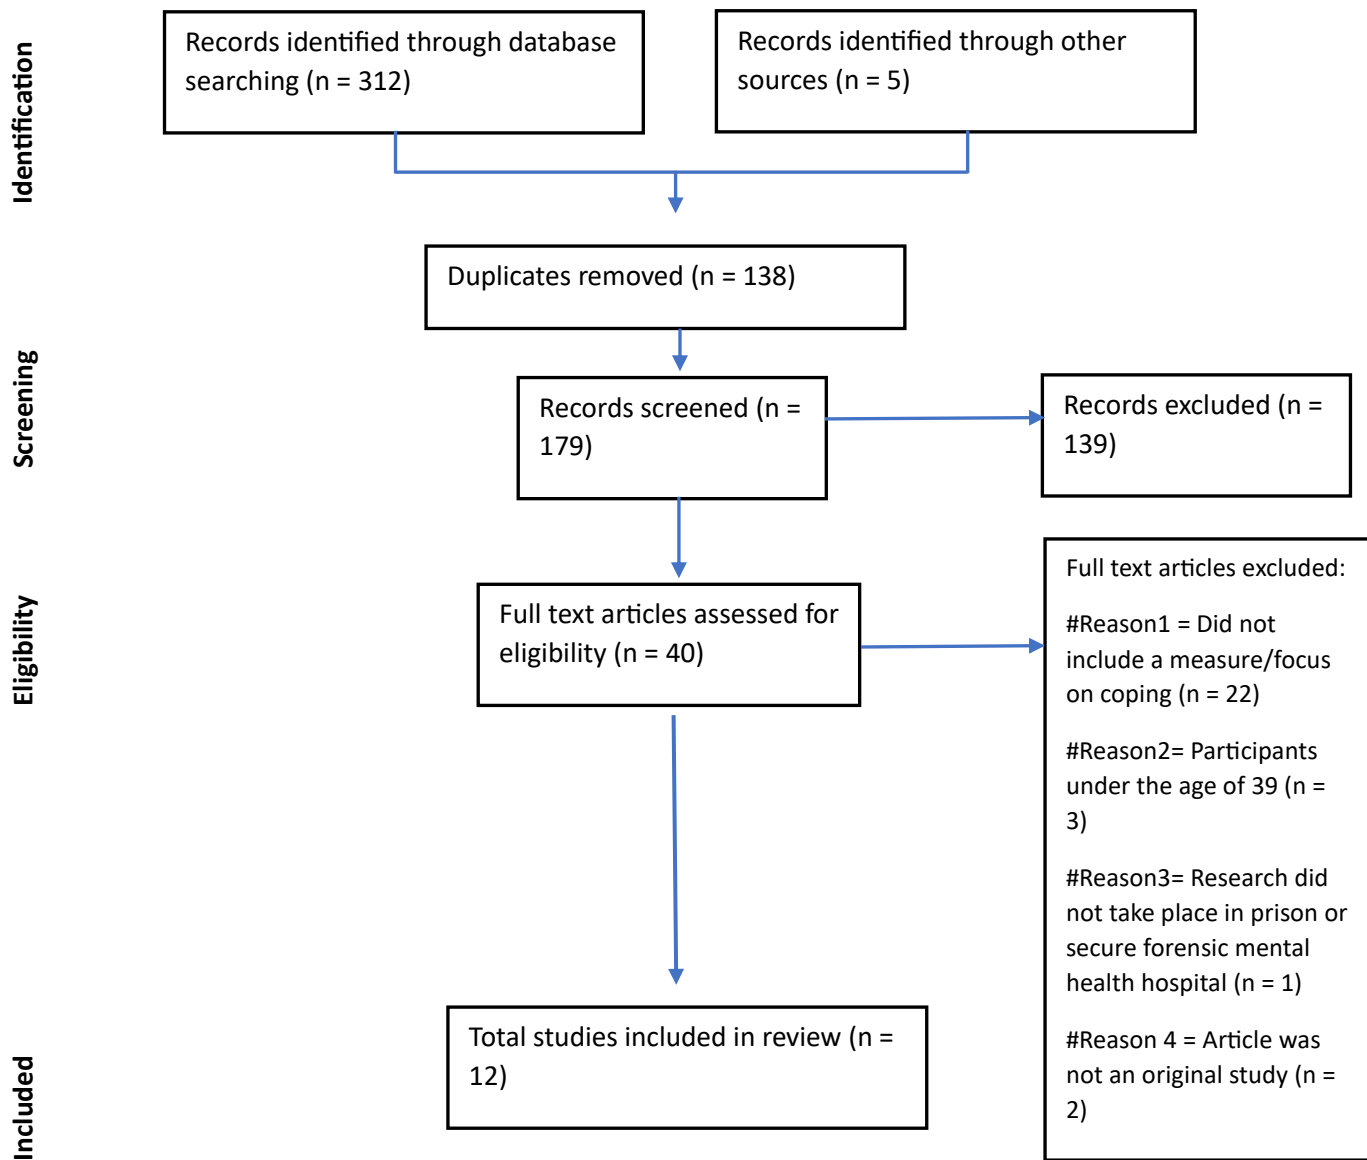 Identification
Records identified through database
searching (n = 312)
Records identified through other
sources (n = 5)
Duplicates removed (n = 138)
Screening
Records screened (n =
179)
Records excluded (n =
139)
Eligibility
Full text articles assessed for
eligibility (n = 40)
Full text articles excluded:
#Reason1 = Did not
include a measure/focus
on coping (n = 22)
#Reason2= Participants
under the age of 39 (n =
3)
#Reason3= Research did
not take place in prison or
secure forensic mental
health hospital (n = 1)
#Reason 4 = Article was
not an original study (n =
2)
Included
Total studies included in review (n =
12)